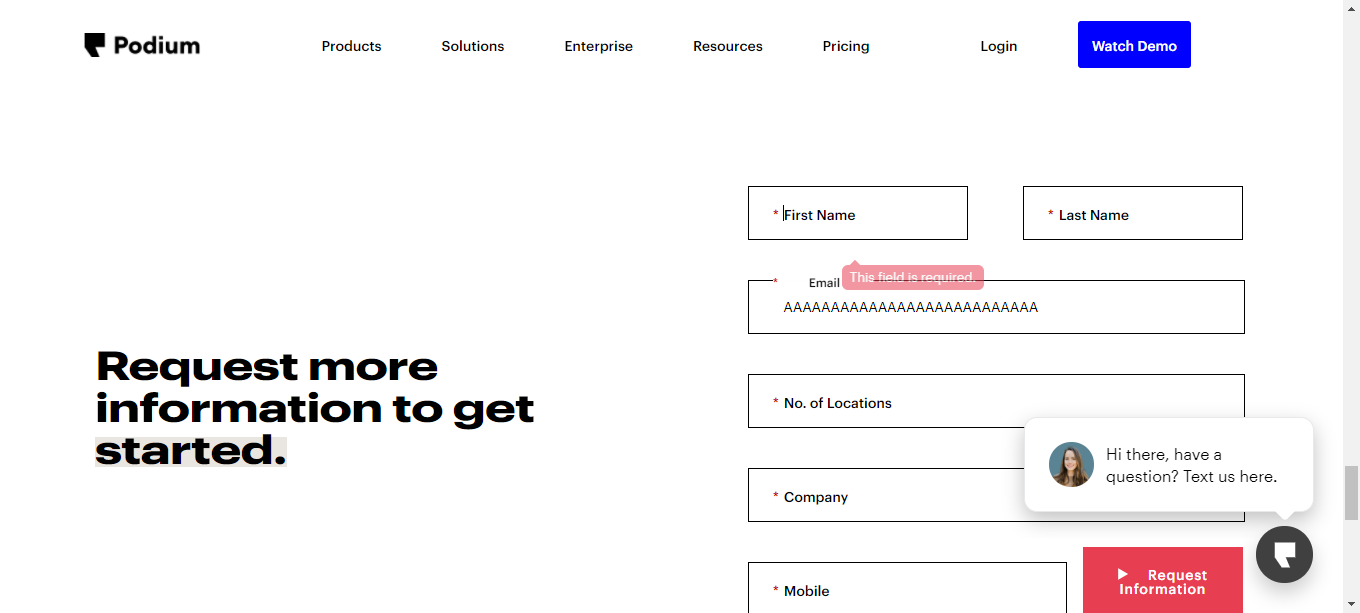 Podium
Products
Solutions
Enterprise
Resources
Pricing
Login
Watch Demo
* First Name
* Last Name
This field is required.
* Email
AAAAAAAAAAAAAAAAAAAAAAAAAAA
Request more
information to get
started.
* No. of Locations
Hi there, have a
question? Text us here.
* Company
* Mobile
Request
Information